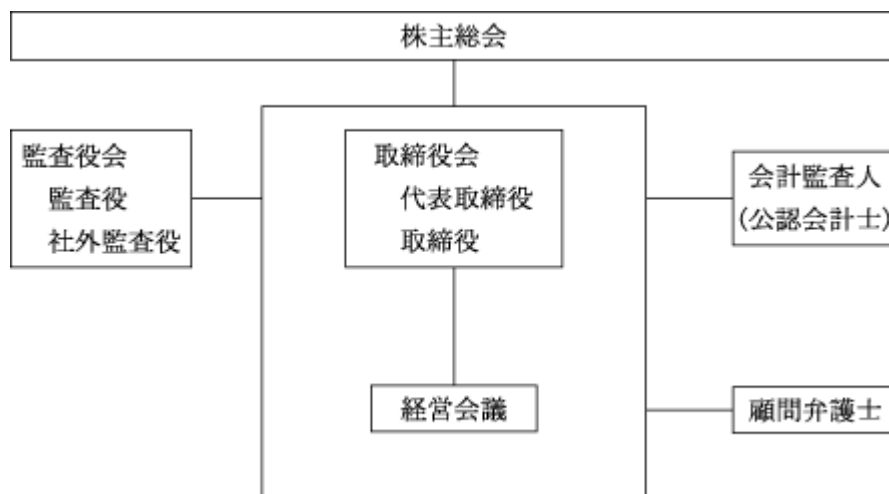 株主総会
監査役会
監査役
社外監査役
取締役会
代表取締役
取締役
会計監査人
(公認会計士)
経営会議
顧問弁護士